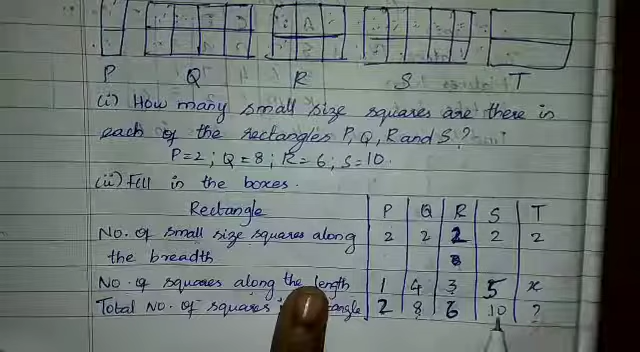 P Q R S T
(i) How many small size squares are there in
each of the rectangles P, Q, R and S?
P=2; Q=8; R=6; S=10.
(ii) Fill in the boxes.
Rectangle P Q R S T
No. of small size squares along 2 2 2 2 2
the breadth
No. of squares along the length 1 4 3 5 x
Total No. of squares 2 8 6 10 ?